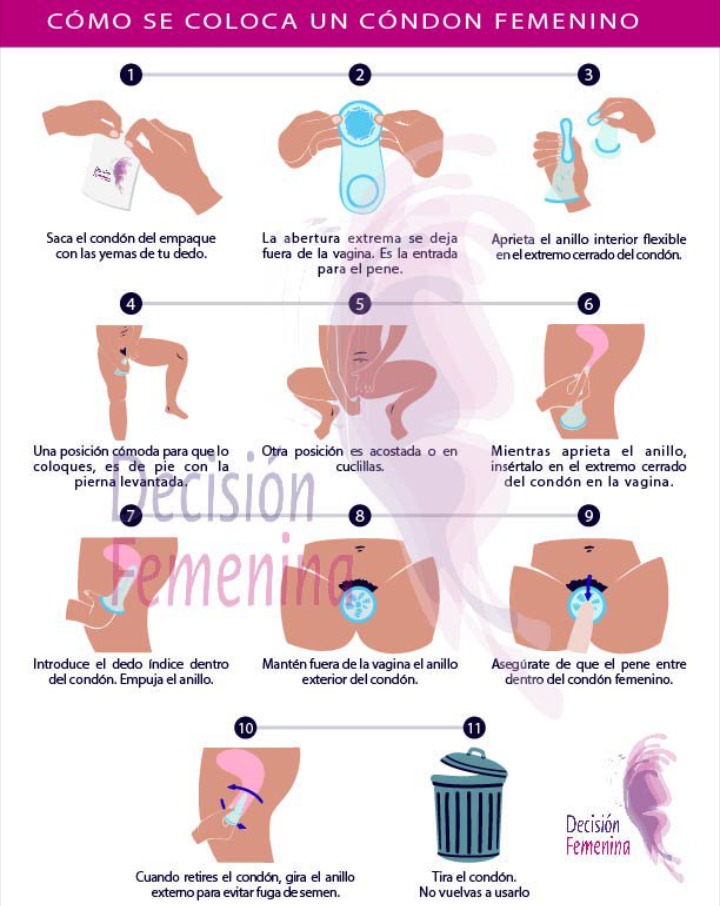 CÓMO SE COLOCA UN CÓNDON FEMENINO
1
2
3
Decisión
Femenina
Saca el condón del empaque
con las yemas de tu dedo.
La abertura extrema se deja
fuera de la vagina. Es la entrada
para el pene.
Aprieta el anillo interior flexible
en el extremo cerrado del condón.
4
5
6
Una posición cómoda para que lo
coloques, es de pie con la
pierna levantada.
Otra posición es acostada o en
cuclillas.
Mientras aprieta el anillo,
insértalo en el extremo cerrado
del condón en la vagina.
Decisión
Femenina
7
8
9
Introduce el dedo índice dentro
del condón. Empuja el anillo.
Mantén fuera de la vagina el anillo
exterior del condón.
Asegúrate de que el pene entre
dentro del condón femenino.
10
11
Cuando retires el condón, gira el anillo
externo para evitar fuga de semen.
Tira el condón.
No vuelvas a usarlo
Decisión
Femenina